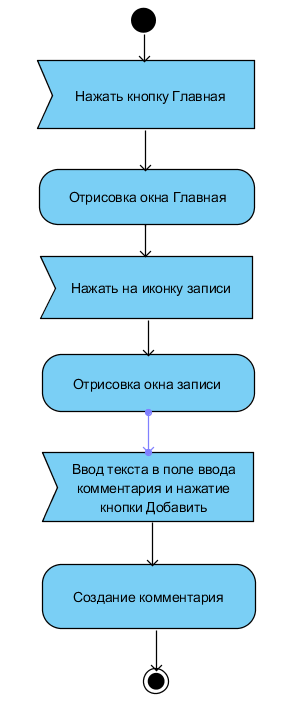 Нажать кнопку Главная
Отрисовка окна Главная
Нажать на иконку записи
Отрисовка окна записи
Ввод текста в поле ввода
комментария и нажатие
кнопки Добавить
Создание комментария